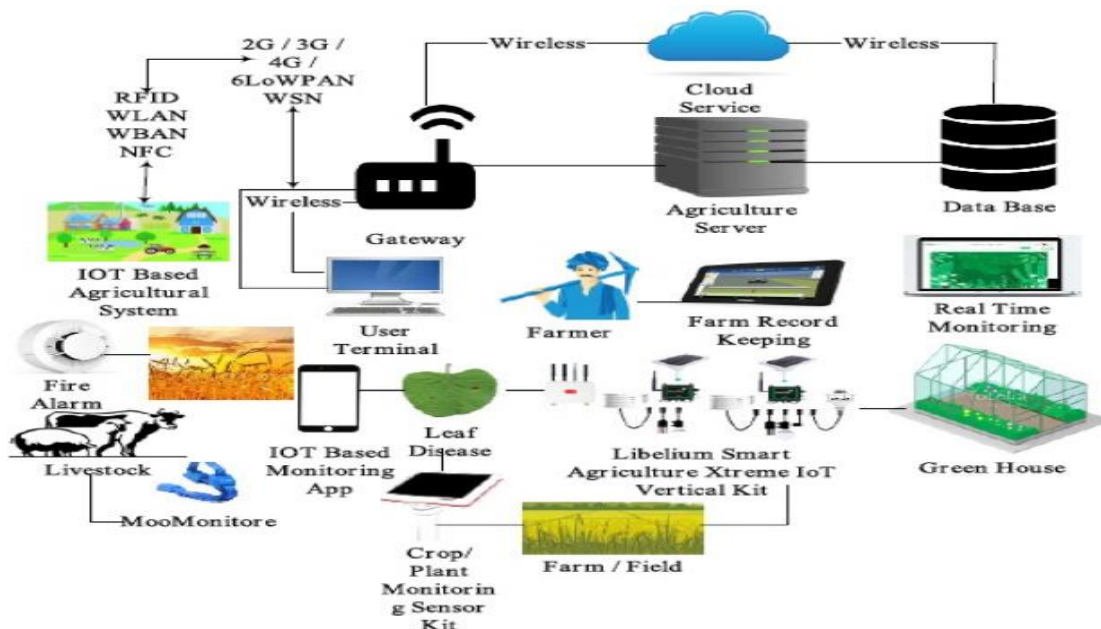 2G / 3G /
4G /
6LoWPAN
WSN
Wireless
Wireless
RFID
WLAN
WBAN
NFC
Cloud
Service
Wireless
Gateway
Agriculture
Server
Data Base
IOT Based
Agricultural
System
User
Terminal
Farmer
Farm Record
Keeping
Real Time
Monitoring
Fire
Alarm
Livestock
MooMonitore
IOT Based
Monitoring
App
Leaf
Disease
Libelium Smart
Agriculture Xtreme IoT
Vertical Kit
Green House
Crop/
Plant
Monitorin
g Sensor
Kit
Farm / Field